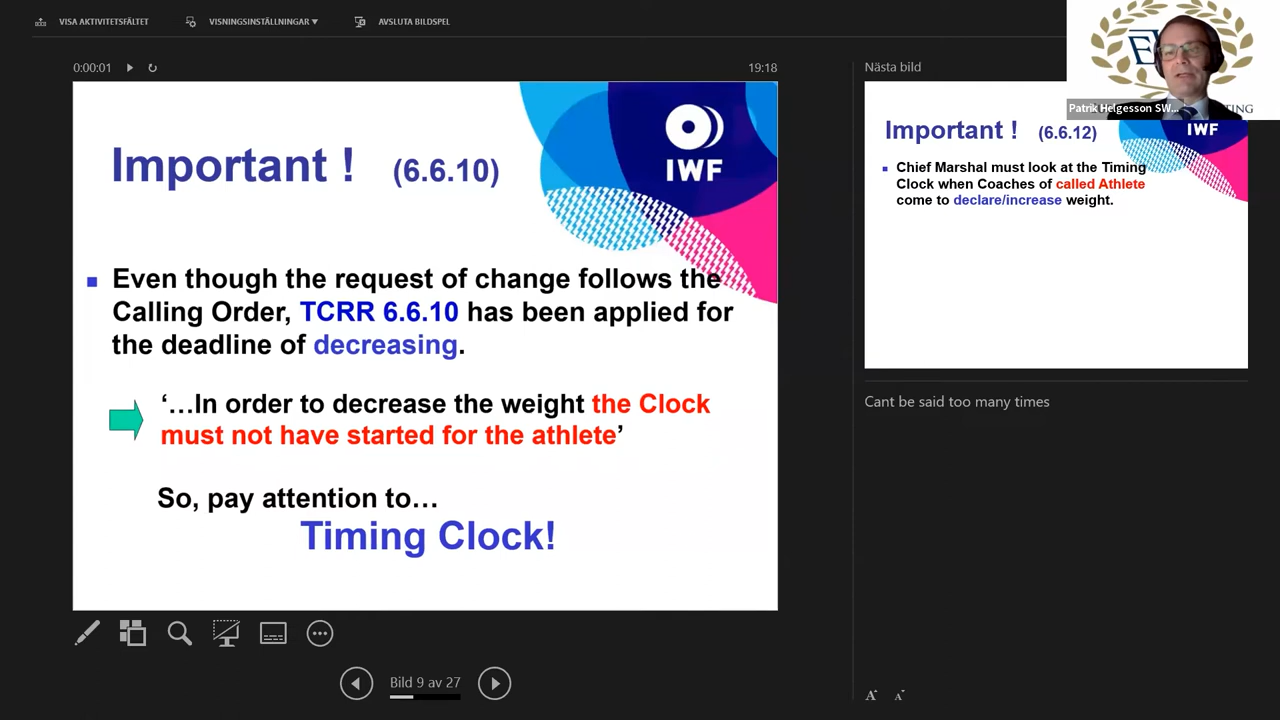 VISA AKTIVITETSFÄLTET
VISNINGSINSTÄLLNINGAR ▾
AVSLUTA BILDSPEL
0:00:01
19:18
Important ! (6.6.10)
IWF
Even though the request of change follows the
Calling Order, TCRR 6.6.10 has been applied for
the deadline of decreasing.
‘…In order to decrease the weight the Clock
must not have started for the athlete’
So, pay attention to…
Timing Clock!
Bild 9 av 27
Nästa bild
Patrik Helgesson SW...
TING
Important ! (6.6.12)
IWF
Chief Marshal must look at the Timing
Clock when Coaches of called Athlete
come to declare/increase weight.
Cant be said too many times
A
A